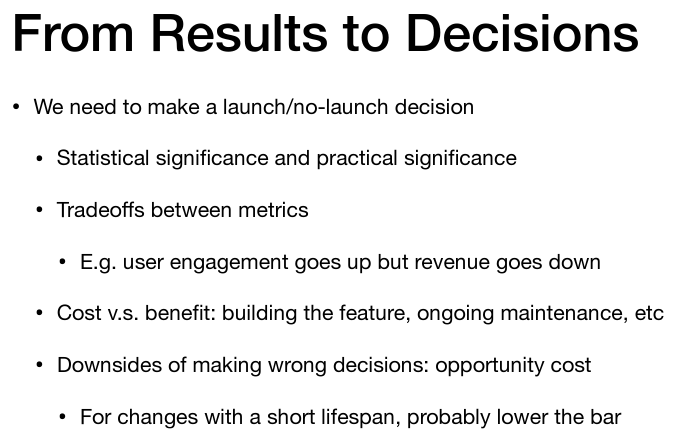 From Results to Decisions
• We need to make a launch/no-launch decision
• Statistical significance and practical significance
• Tradeoffs between metrics
• E.g. user engagement goes up but revenue goes down
• Cost v.s. benefit: building the feature, ongoing maintenance, etc
• Downsides of making wrong decisions: opportunity cost
• For changes with a short lifespan, probably lower the bar